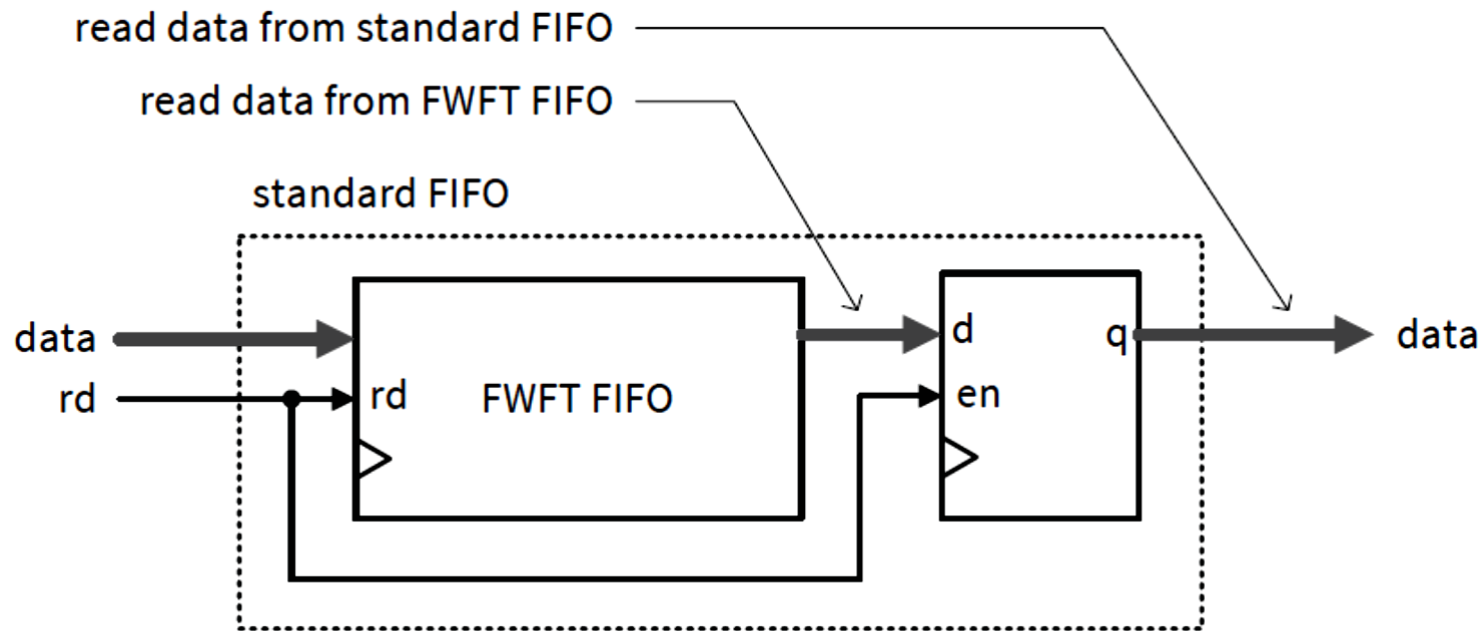 read data from standard FIFO
read data from FWFT FIFO
standard FIFO
data
rd
rd
FWFT FIFO
d
q
en
data